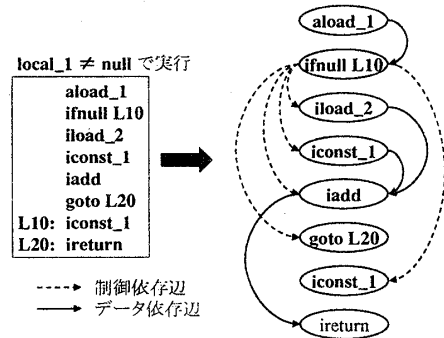 local_1 ≠ null で実行
aload_1
ifnull L10
iload_2
iconst_1
iadd
goto L20
L10: iconst_1
L20: ireturn
制御依存辺
データ依存辺
aload_1
ifnull L10
iload_2
iconst_1
iadd
goto L20
iconst_1
ireturn